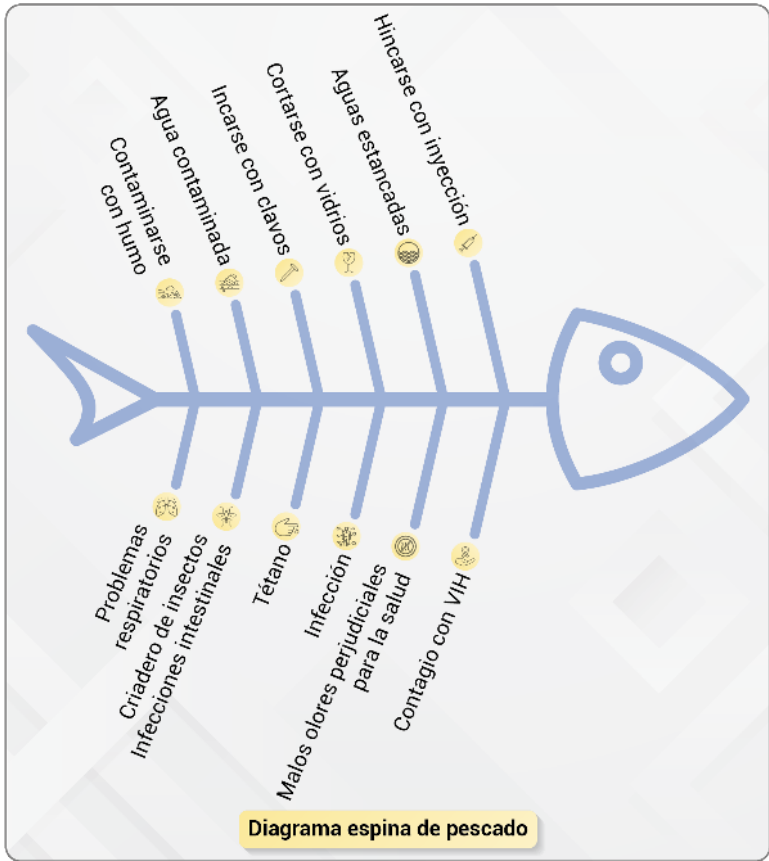 Contaminarse
con humo
Agua contaminada
Incarse con clavos
Cortarse con vidrios
Aguas estancadas
Hincarse con inyección
Problemas
respiratorios
Criadero de insectos
Infecciones intestinales
Tétano
Infección
Malos olores perjudiciales
para la salud
Contagio con VIH
Diagrama espina de pescado